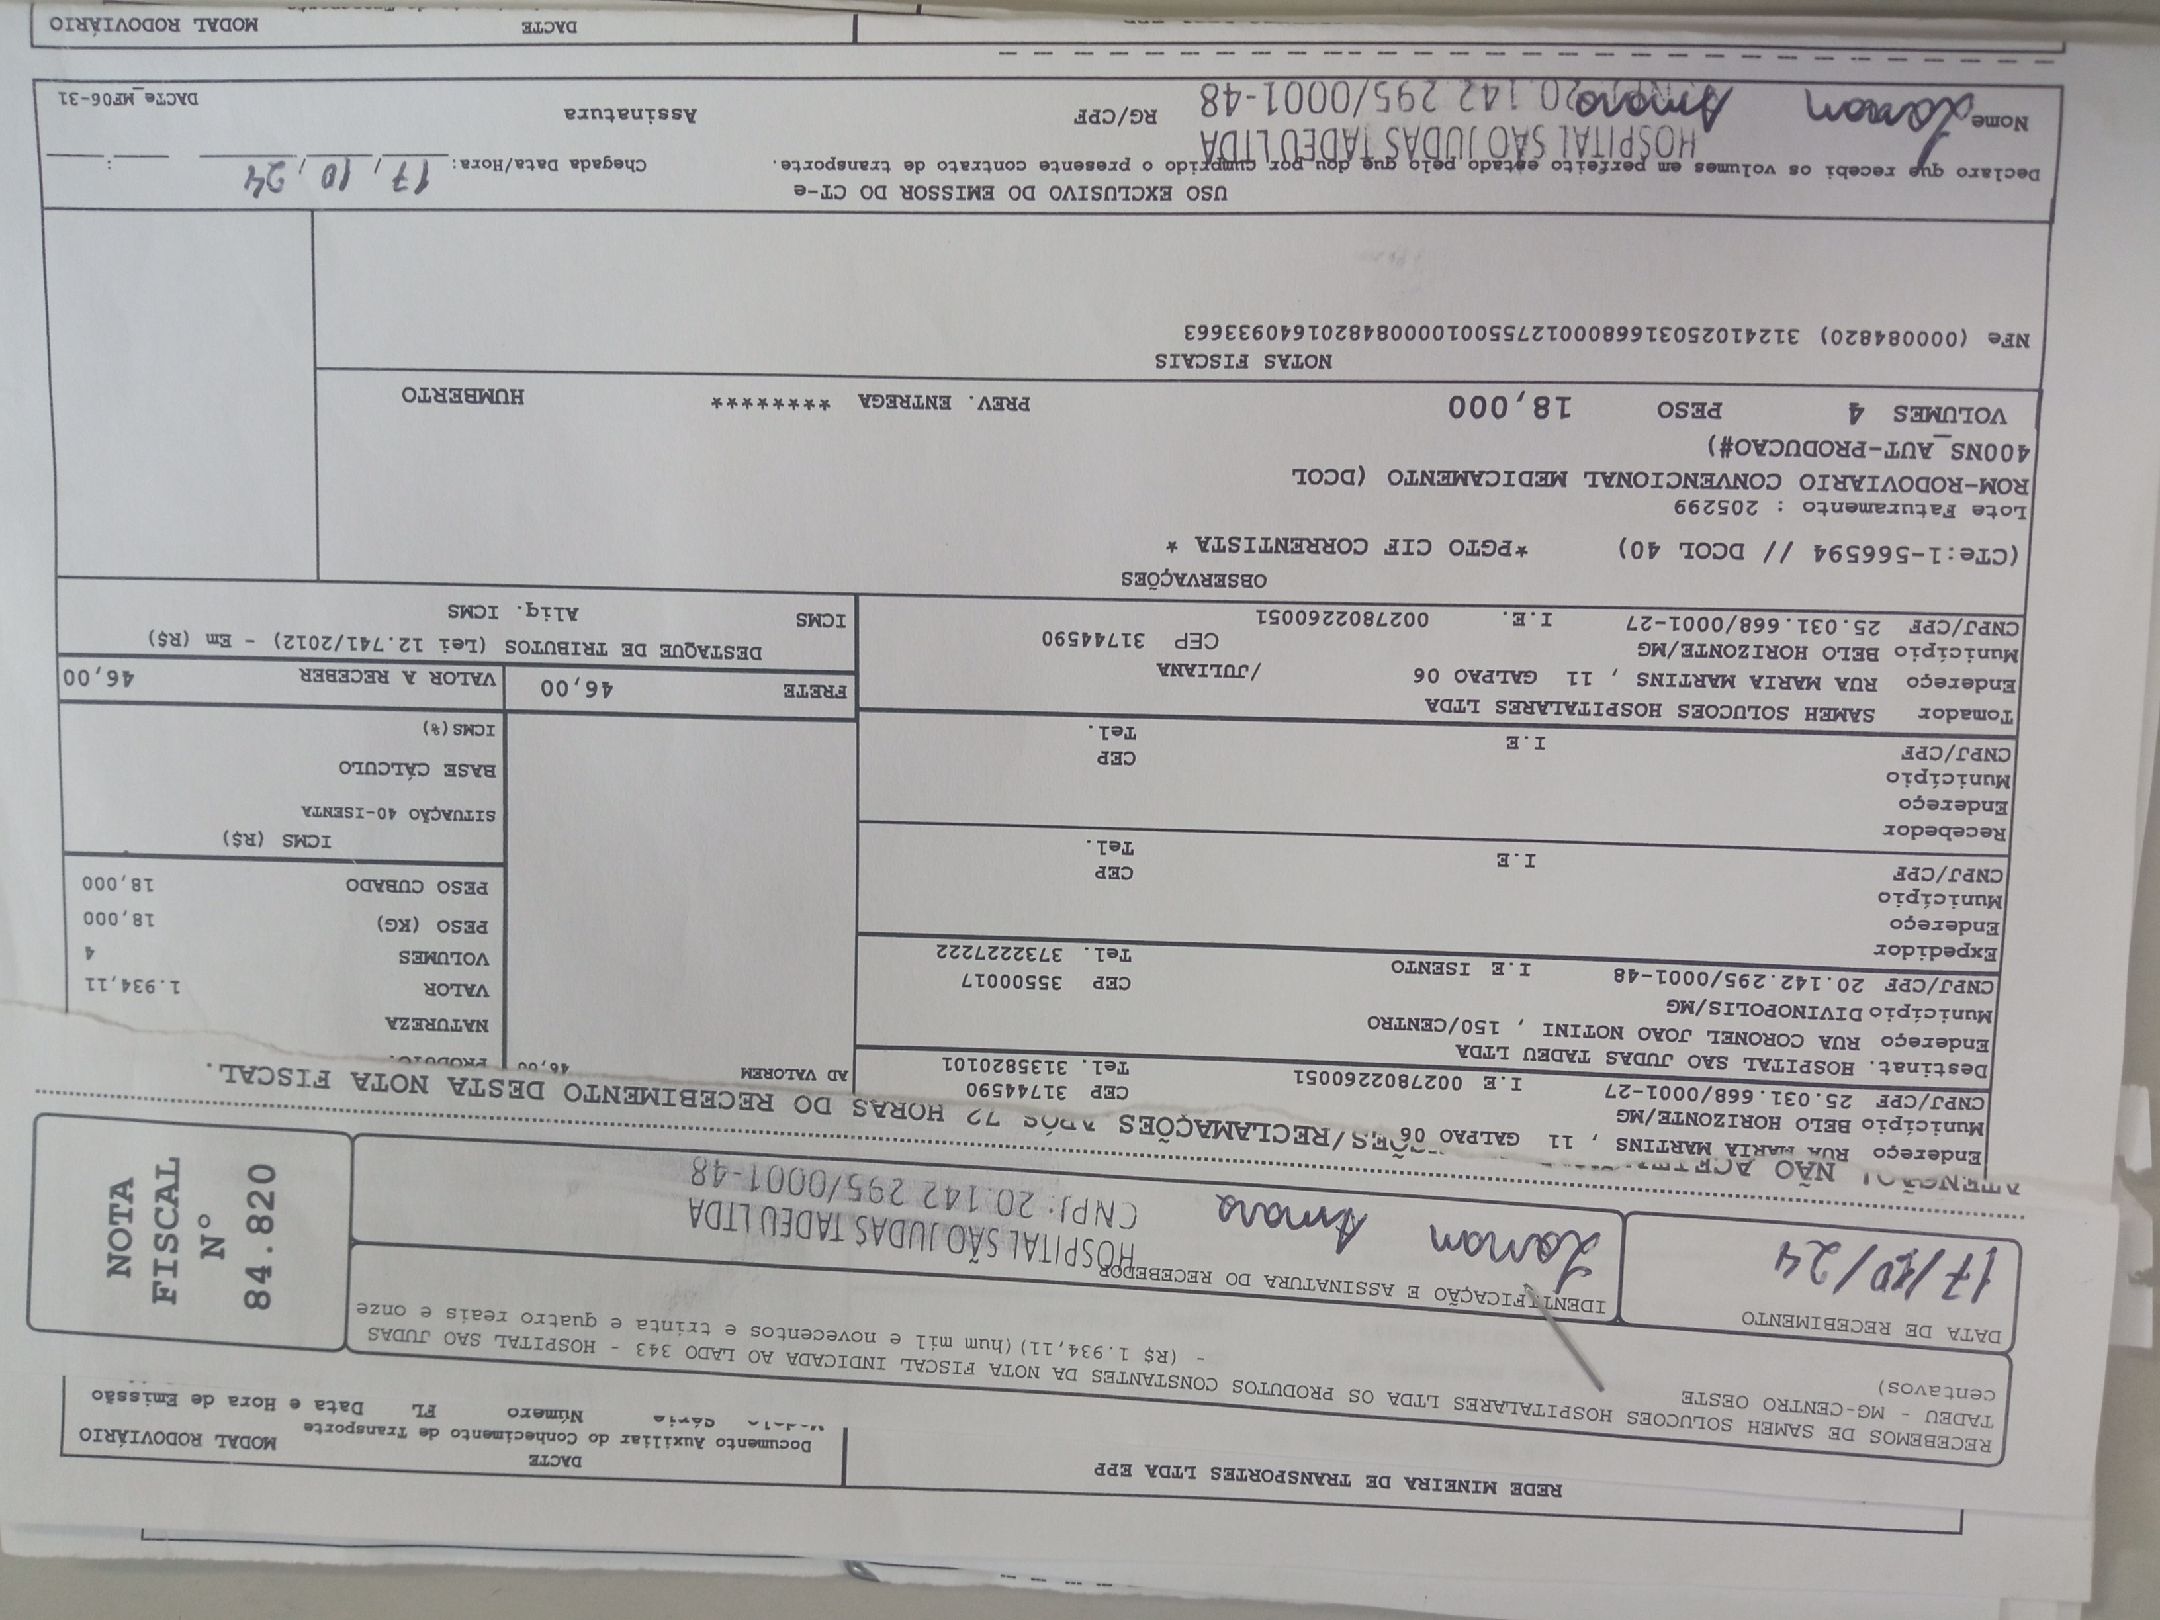 REDE MINEIRA DE TRANSPORTES LTDA EPP
DACTE
Documento Auxiliar do Conhecimento de Transporte
MODAL RODOVIÁRIO
Número FL Data e Hora de Emissão
RECEBEMOS DE SAMEH SOLUCOES HOSPITALARES LTDA OS PRODUTOS CONSTANTES DA NOTA FISCAL INDICADA AO LADO 343 - HOSPITAL SAO JUDAS
TADEU - MG-CENTRO OESTE - (R$ 1.934,11)(hum mil e novecentos e trinta e quatro reais e onze
centavos)
DATA DE RECEBIMENTO
17/10/24
IDENTIFICAÇÃO E ASSINATURA DO RECEBEDOR
HOSPITAL SÃO JUDAS TADEU LTDA
CNPJ: 20.142.295/0001-48
NOTA
FISCAL
N°
84.820
ATENÇÃO! NÃO RECLAMAÇÕES APÓS 72 HORAS DO RECEBIMENTO DESTA NOTA FISCAL.
Endereço RUA MARIA MARTINS , 11 GALPAO 06
Município BELO HORIZONTE/MG CEP 31744590
CNPJ/CPF 25.031.668/0001-27 I.E 0027802260051 Tel. 3135820101
Destinat. HOSPITAL SAO JUDAS TADEU LTDA
Endereço RUA CORONEL JOAO NOTINI , 150/CENTRO
Município DIVINOPOLIS/MG CEP 35500017
CNPJ/CPF 20.142.295/0001-48 I.E ISENTO Tel. 3732227222
Expedidor
Endereço
Município CEP
CNPJ/CPF I.E Tel.
Recebedor
Endereço
Município CEP
CNPJ/CPF I.E Tel.
Tomador SAMEH SOLUCOES HOSPITALARES LTDA
Endereço RUA MARIA MARTINS , 11 GALPAO 06 /JULIANA
Município BELO HORIZONTE/MG CEP 31744590
CNPJ/CPF 25.031.668/0001-27 I.E. 0027802260051
AD VALOREM 46,00
PRODUTO.
NATUREZA
VALOR 1.934,11
VOLUMES 4
PESO (KG) 18,000
PESO CUBADO 18,000
ICMS (R$)
SITUAÇÃO 40-ISENTA
BASE CÁLCULO
ICMS(%)
FRETE 46,00 VALOR A RECEBER 46,00
DESTAQUE DE TRIBUTOS (Lei 12.741/2012) - Em (R$)
ICMS Aliq. ICMS
OBSERVAÇÕES
(CTe:1-566594 // DCOL 40) *PGTO CIF CORRENTISTA *
Lote Faturamento : 205299
ROM-RODOVIARIO CONVENCIONAL MEDICAMENTO (DCOL
400NS_AUT-PRODUCAO#)
VOLUMES 4 PESO 18,000 PREV. ENTREGA ******** HUMBERTO
NOTAS FISCAIS
NFe (000084820) 31241025031668000127550010000848201640933663
USO EXCLUSIVO DO EMISSOR DO CT-e
Declaro que recebi os volumes em perfeito estado pelo que dou por cumprido o presente contrato de transporte.
Chegada Data/Hora: 17/10/24 :
HOSPITAL SÃO JUDAS TADEU LTDA
20.142.295/0001-48
Nome RG/CPF Assinatura
DACTe_MF06-31
DACTE MODAL RODOVIÁRIO